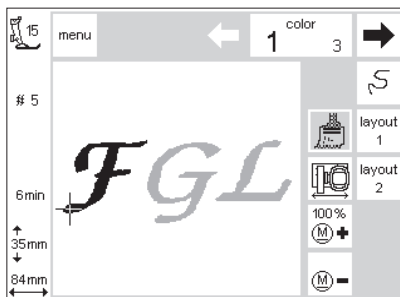 15
menu
color
1
3
# 5
layout
1
6min
layout
2
FGL
100%
M +
35mm
M -
84mm